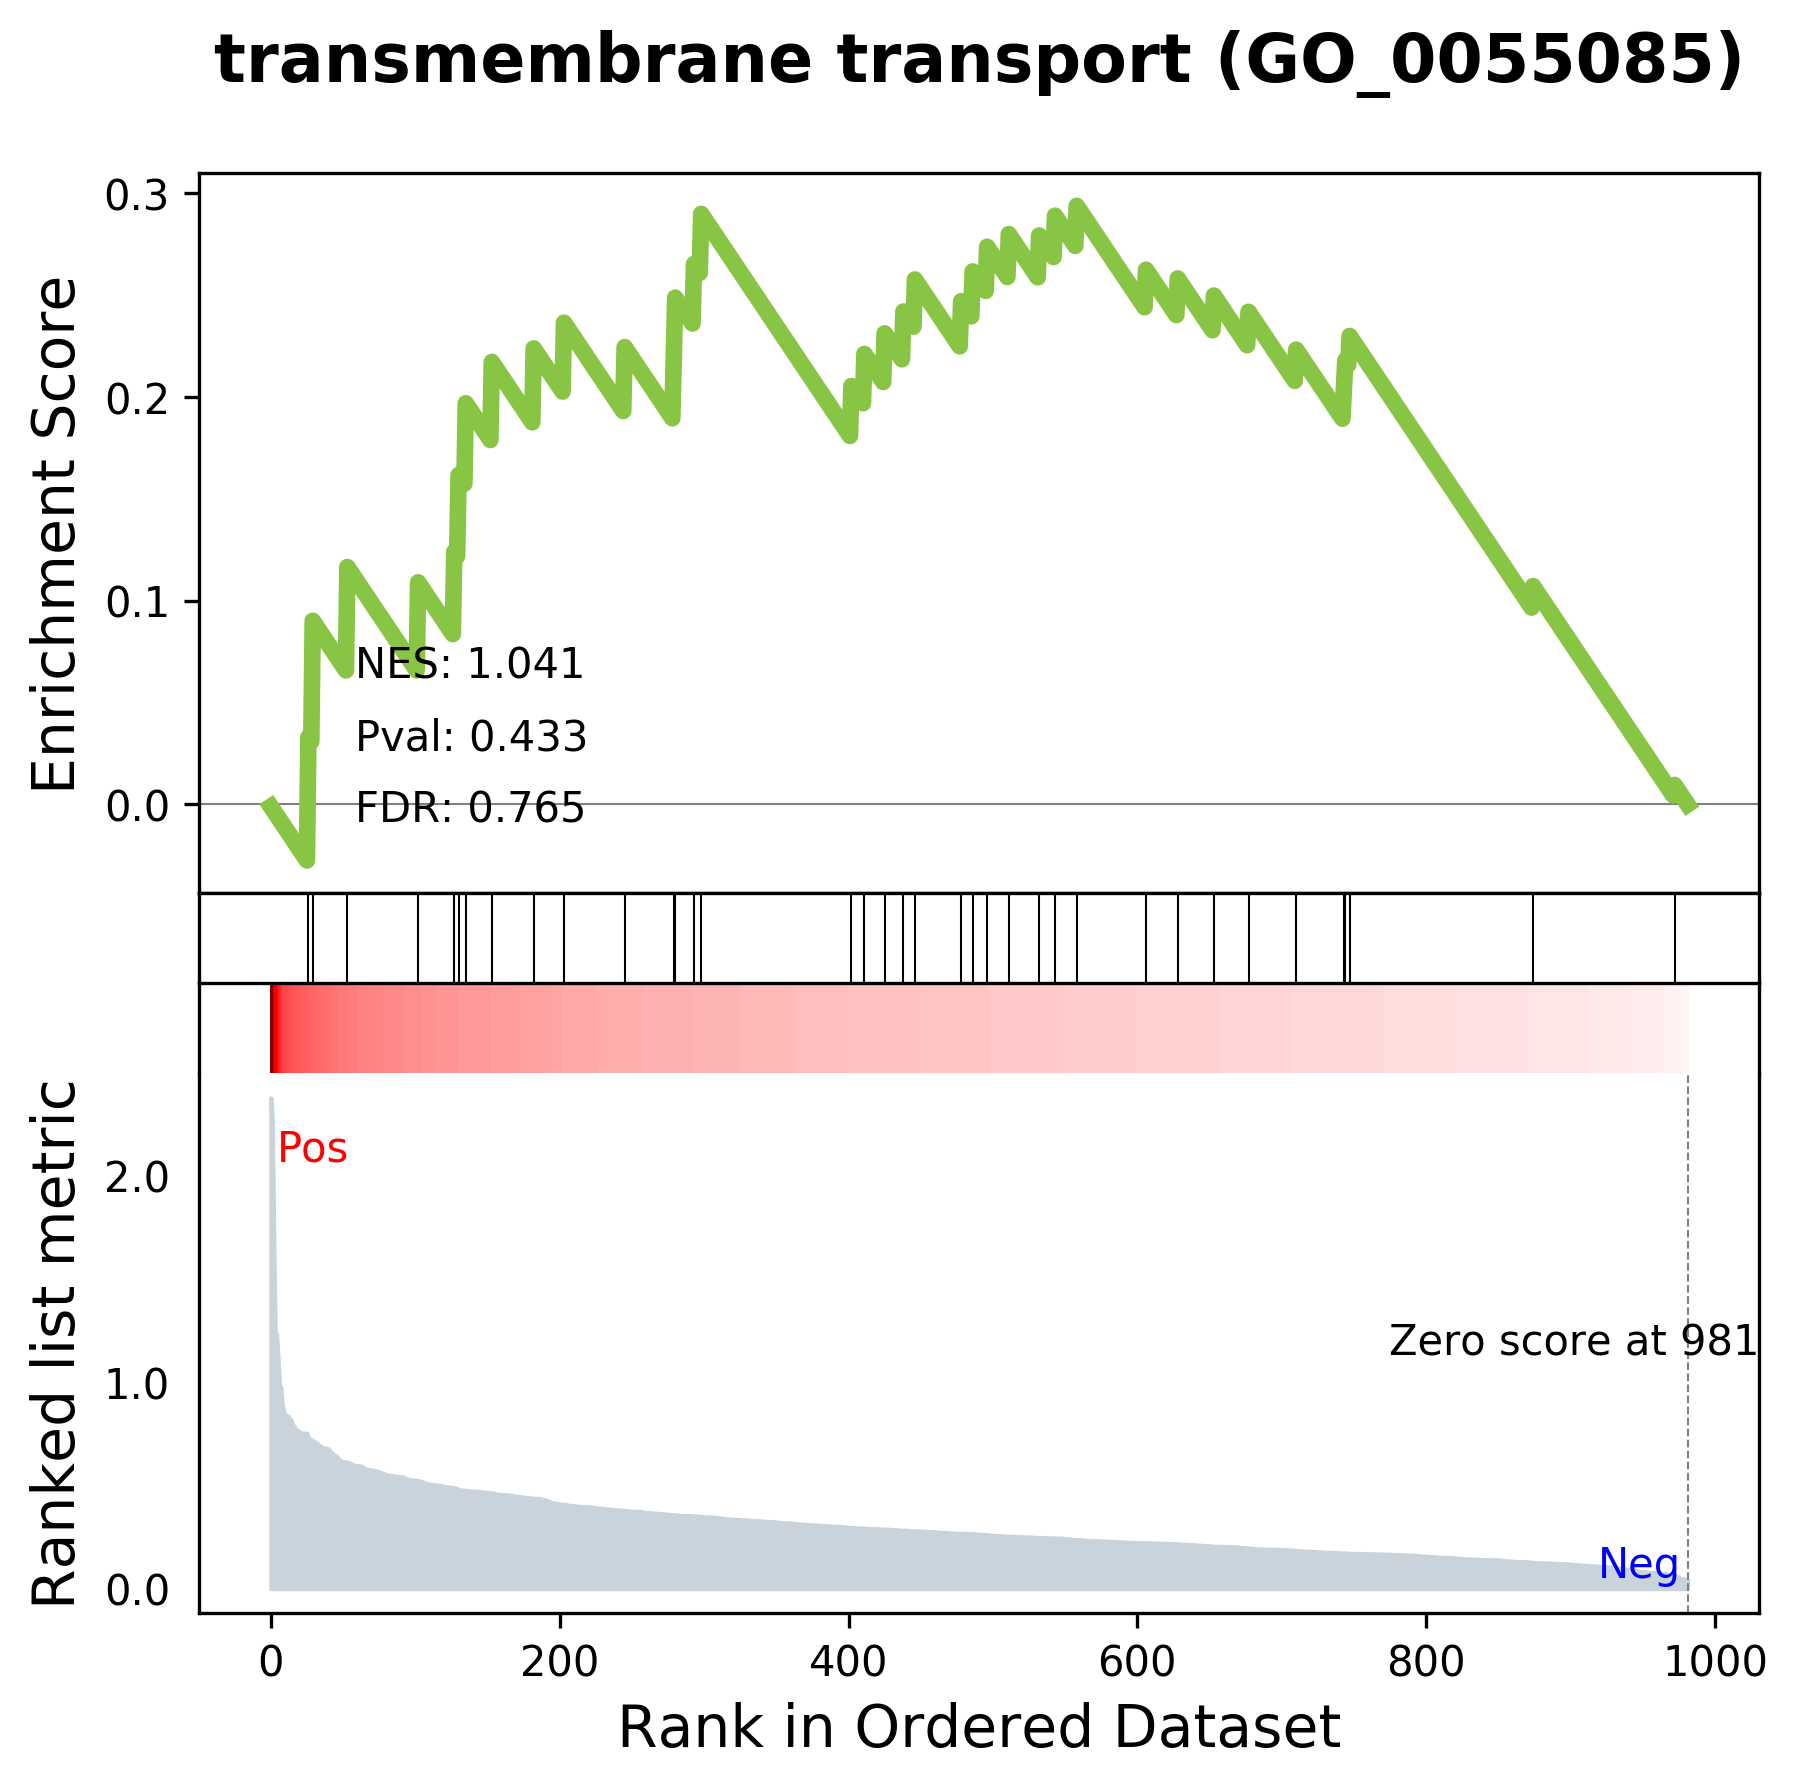 transmembrane transport (GO_0055085)
Enrichment Score
0.3
0.2
0.1
0.0
NES: 1.041
Pval: 0.433
FDR: 0.765
Ranked list metric
2.0
1.0
0.0
Pos
Zero score at 981
Neg
0 200 400 600 800 1000
Rank in Ordered Dataset